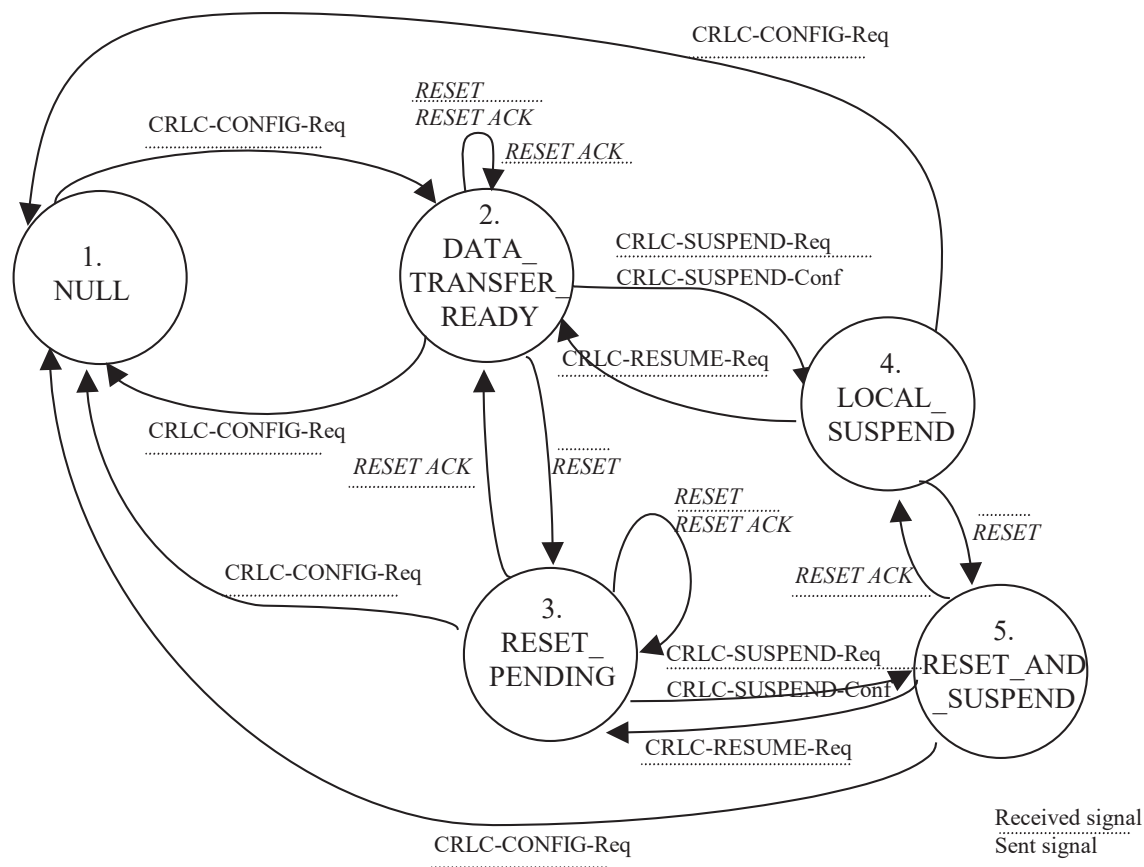 CRLC-CONFIG-Req
RESET
RESET ACK
CRLC-CONFIG-Req
RESET ACK
1.
NULL
2.
DATA_
TRANSFER_
READY
CRLC-SUSPEND-Req
CRLC-SUSPEND-Conf
CRLC-RESUME-Req
4.
LOCAL_
SUSPEND
CRLC-CONFIG-Req
RESET ACK
RESET
RESET
RESET ACK
RESET
CRLC-CONFIG-Req
RESET ACK
3.
RESET_
PENDING
CRLC-SUSPEND-Req
CRLC-SUSPEND-Conf
5.
RESET_AND
_SUSPEND
CRLC-RESUME-Req
Received signal
Sent signal
CRLC-CONFIG-Req